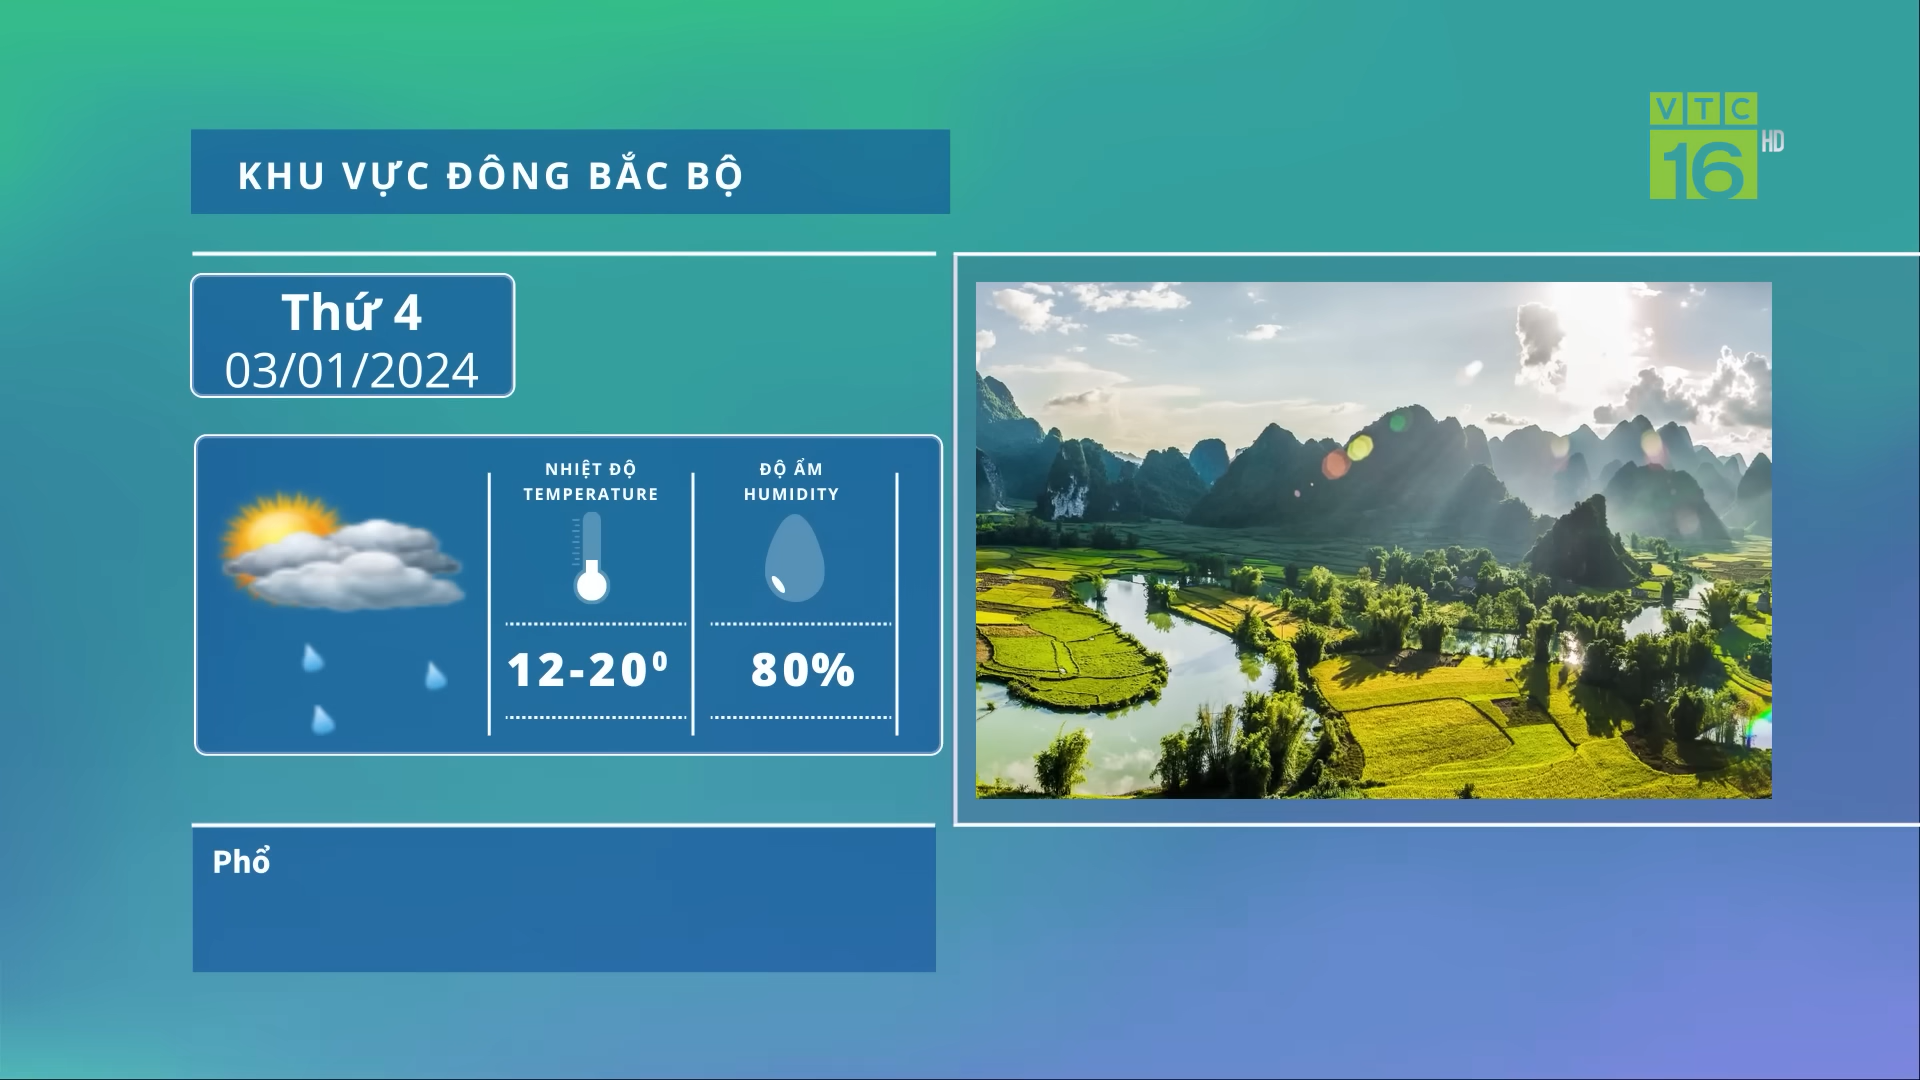 VTC
16 HD
KHU VỰC ĐÔNG BẮC BỘ
Thứ 4
03/01/2024
NHIỆT ĐỘ
TEMPERATURE
12-20⁰
ĐỘ ẨM
HUMIDITY
80%
Phổ